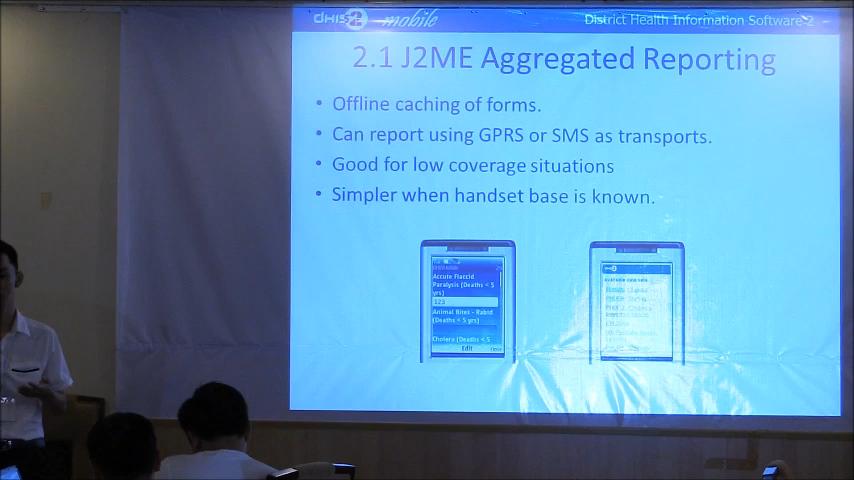 dhis2 mobile
District Health Information Software 2
2.1 J2ME Aggregated Reporting
• Offline caching of forms.
• Can report using GPRS or SMS as transports.
• Good for low coverage situations
• Simpler when handset base is known.
Accute Flaccid
Paralysis (Deaths < 5
yrs)
123
Animal Bites - Rabid
(Deaths < 5 yrs)
Cholera (Deaths < 5
Edit